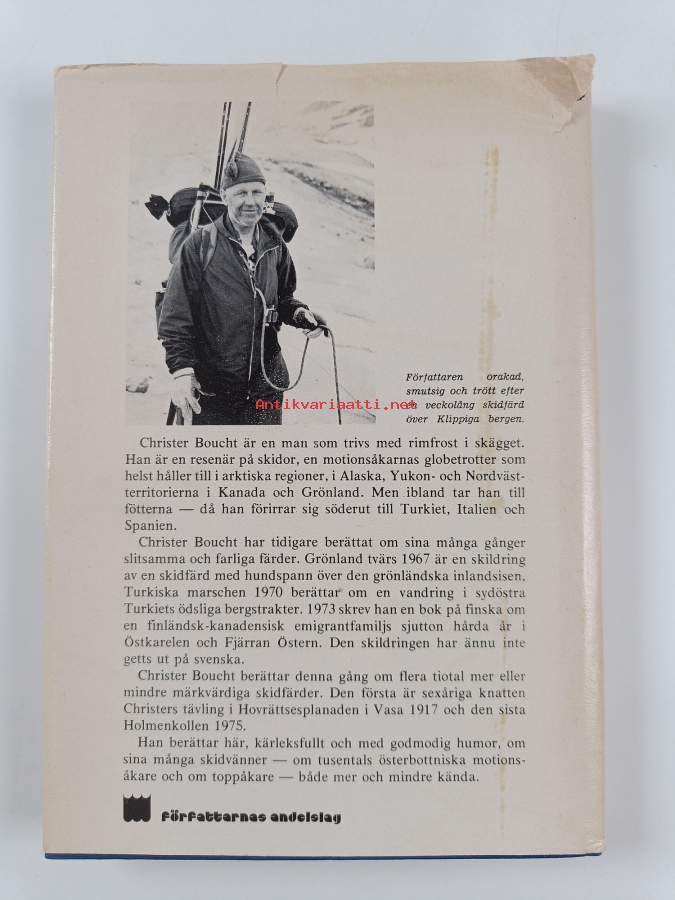 Författaren orakad,
smutsig och trött efter
veckolång skidfärd
över Klippiga bergen.
Antikvariaatti.net
Christer Boucht är en man som trivs med rimfrost i skägget.
Han är en resenär på skidor, en motionsåkarnas globetrotter som
helst håller till i arktiska regioner, i Alaska, Yukon- och Nordväst-
territorierna i Kanada och Grönland. Men ibland tar han till
fötterna — då han förirrar sig söderut till Turkiet, Italien och
Spanien.
Christer Boucht har tidigare berättat om sina många gånger
slitsamma och farliga färder. Grönland tvärs 1967 är en skildring
av en skidfärd med hundspann över den grönländska inlandsisen.
Turkiska marschen 1970 berättar om en vandring i sydöstra
Turkiets ödsliga bergstrakter. 1973 skrev han en bok på finska om
en finländsk-kanadensisk emigrantfamiljs sjutton hårda år i
Östkarelen och Fjärran Östern. Den skildringen har ännu inte
getts ut på svenska.
Christer Boucht berättar denna gång om flera tiotal mer eller
mindre märkvärdiga skidfärder. Den första är sexåriga knatten
Christers tävling i Hovrättsesplanaden i Vasa 1917 och den sista
Holmenkollen 1975.
Han berättar här, kärleksfullt och med godmodig humor, om
sina många skidvänner — om tusentals österbottniska motions-
åkare och om toppåkare — både mer och mindre kända.
författarnas andelslag